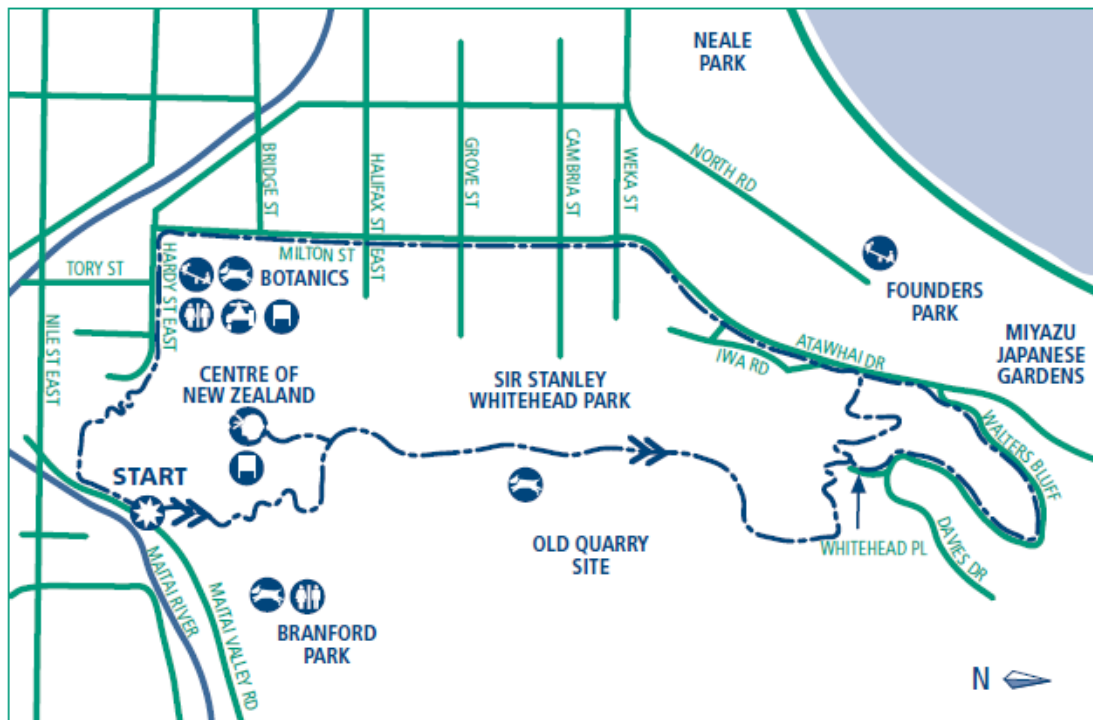 NEALE
PARK
BRIDGE ST
HALIFAX ST EAST
GROVE ST
CAMBRIA ST
WEKA ST
NORTH RD
HARDY ST EAST
MILTON ST
TORY ST
BOTANICS
FOUNDERS
PARK
NILE ST EAST
MIYAZU
JAPANESE
GARDENS
ATAWHAI DR
IWA RD
CENTRE OF
NEW ZEALAND
SIR STANLEY
WHITEHEAD PARK
WALTERS BLUFF
START
OLD QUARRY
SITE
WHITEHEAD PL
DAVIES DR
MAITAI RIVER
MAITAI VALLEY RD
BRANFORD
PARK
N